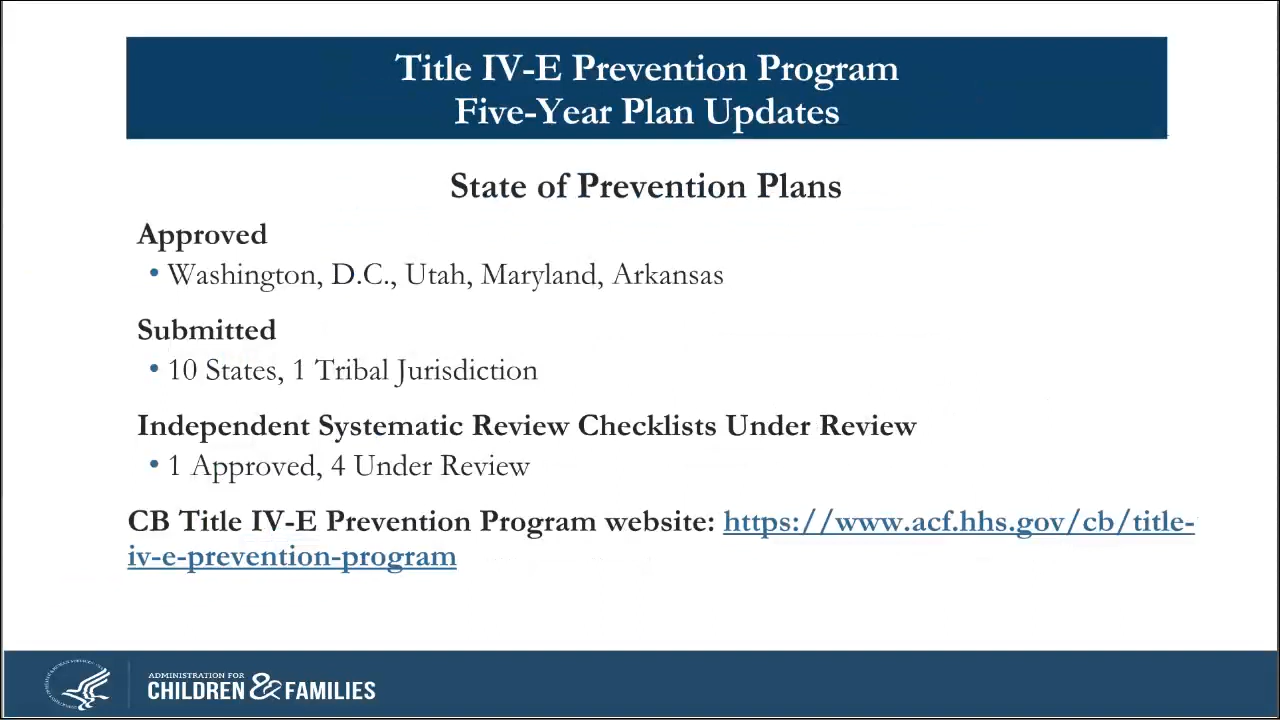 Title IV-E Prevention Program
Five-Year Plan Updates
State of Prevention Plans
Approved
• Washington, D.C., Utah, Maryland, Arkansas
Submitted
• 10 States, 1 Tribal Jurisdiction
Independent Systematic Review Checklists Under Review
• 1 Approved, 4 Under Review
CB Title IV-E Prevention Program website: https://www.acf.hhs.gov/cb/title-
iv-e-prevention-program
ADMINISTRATION FOR
CHILDREN & FAMILIES